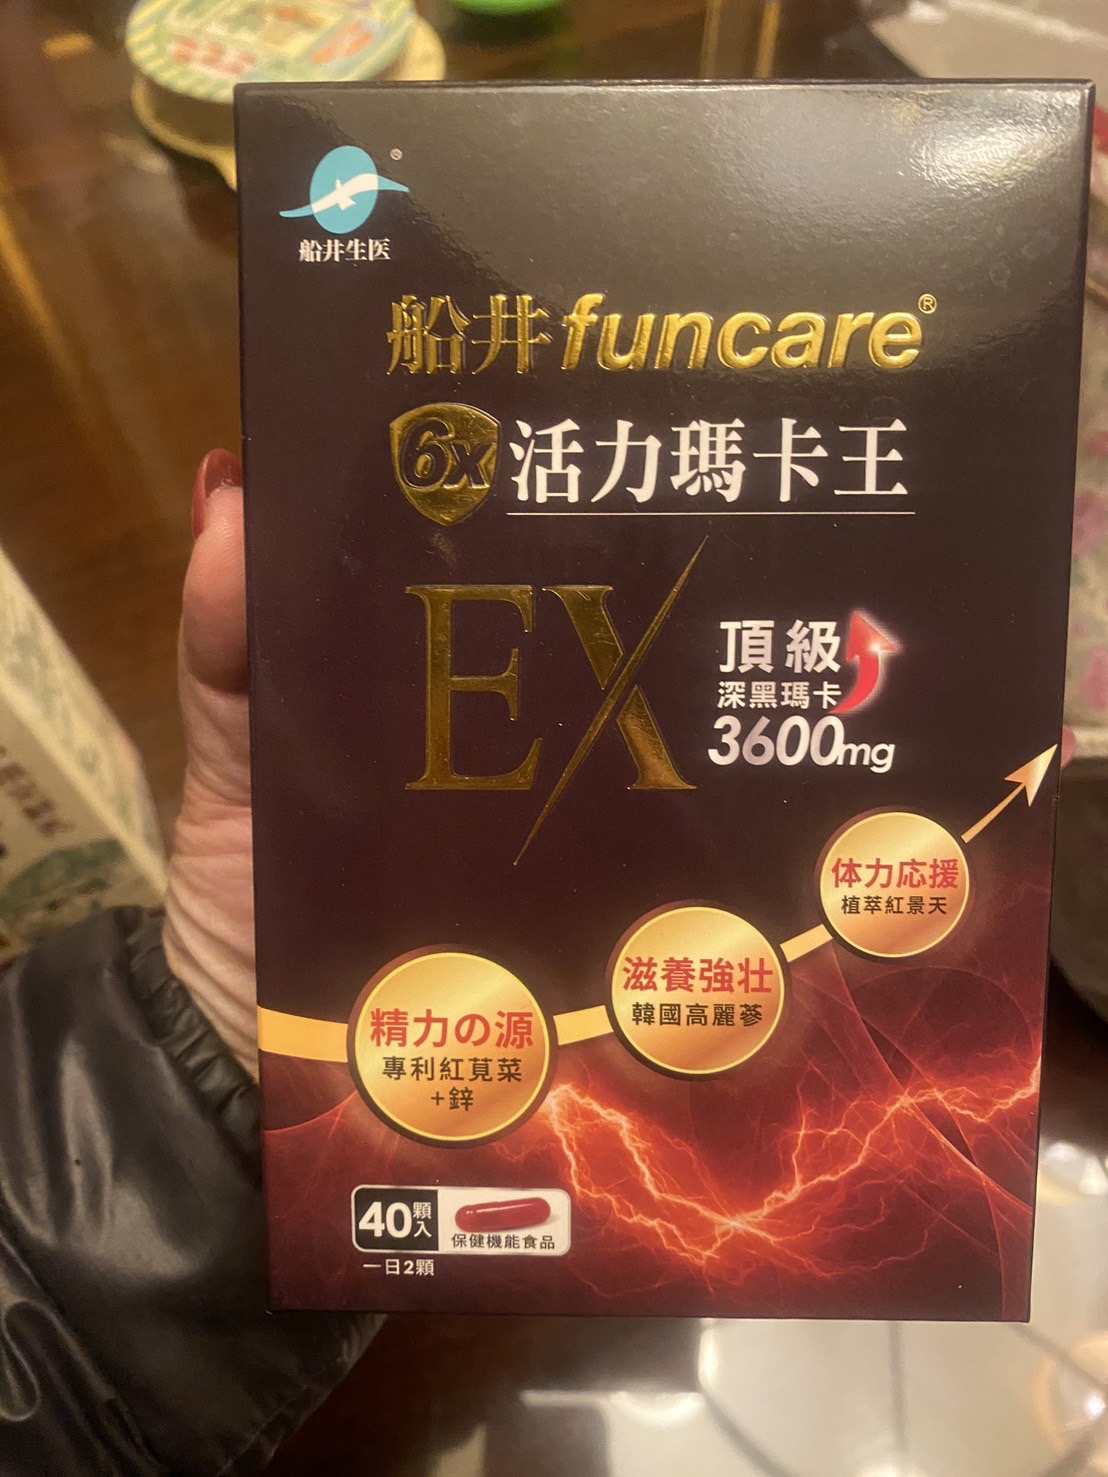 ®
船井生医
船井funcare®
6x 活力瑪卡王
EX
頂級
深黑瑪卡
3600mg
体力応援
植萃紅景天
滋養強壮
韓國高麗蔘
精力の源
專利紅莧菜
+鋅
40顆入
保健機能食品
一日2顆